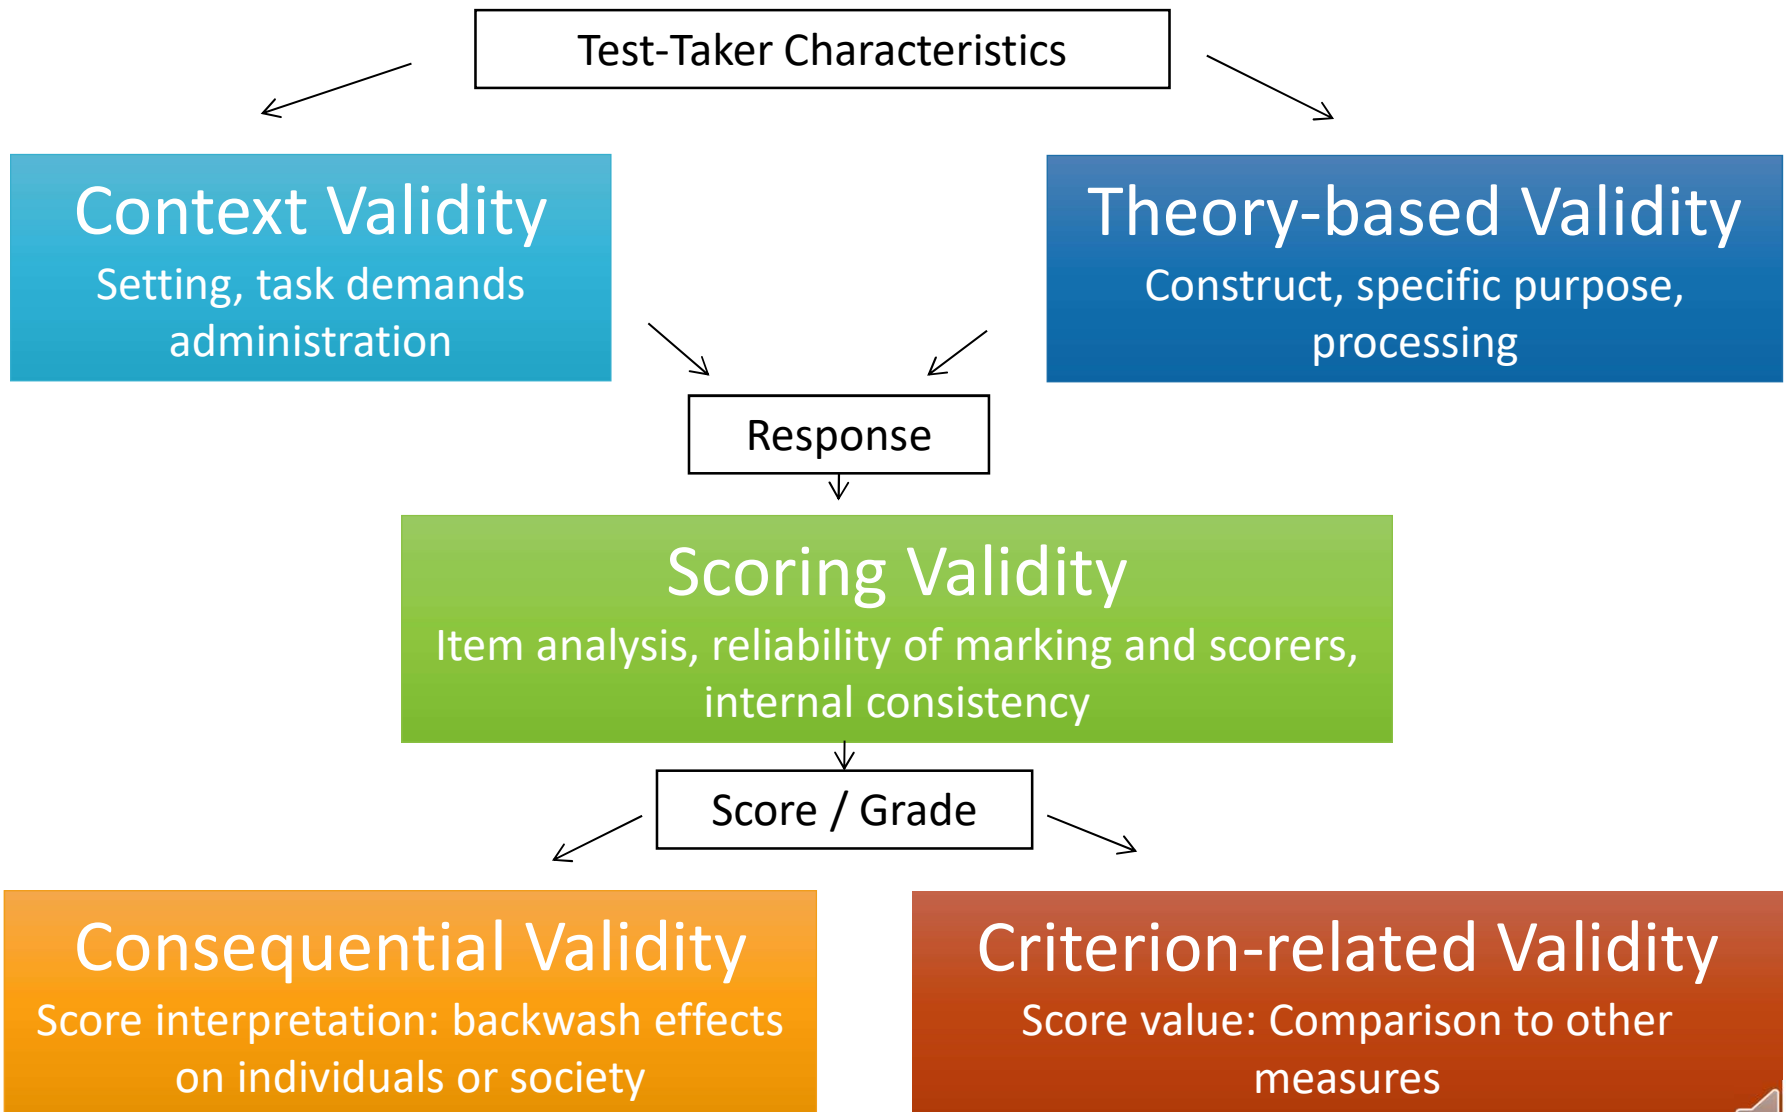 Test-Taker Characteristics
Context Validity
Setting, task demands
administration
Theory-based Validity
Construct, specific purpose,
processing
Response
Scoring Validity
Item analysis, reliability of marking and scorers,
internal consistency
Score / Grade
Consequential Validity
Score interpretation: backwash effects
on individuals or society
Criterion-related Validity
Score value: Comparison to other
measures